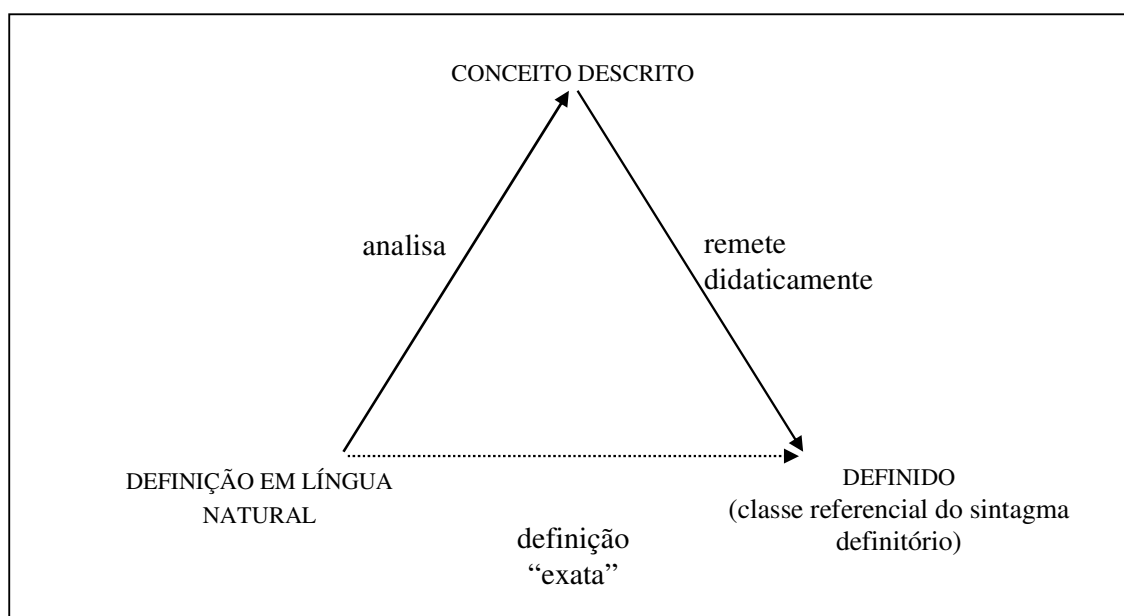 CONCEITO DESCRITO
analisa
remete
didaticamente
DEFINIÇÃO EM LÍNGUA
NATURAL
DEFINIDO
(classe referencial do sintagma
definitório)
definição
“exata”